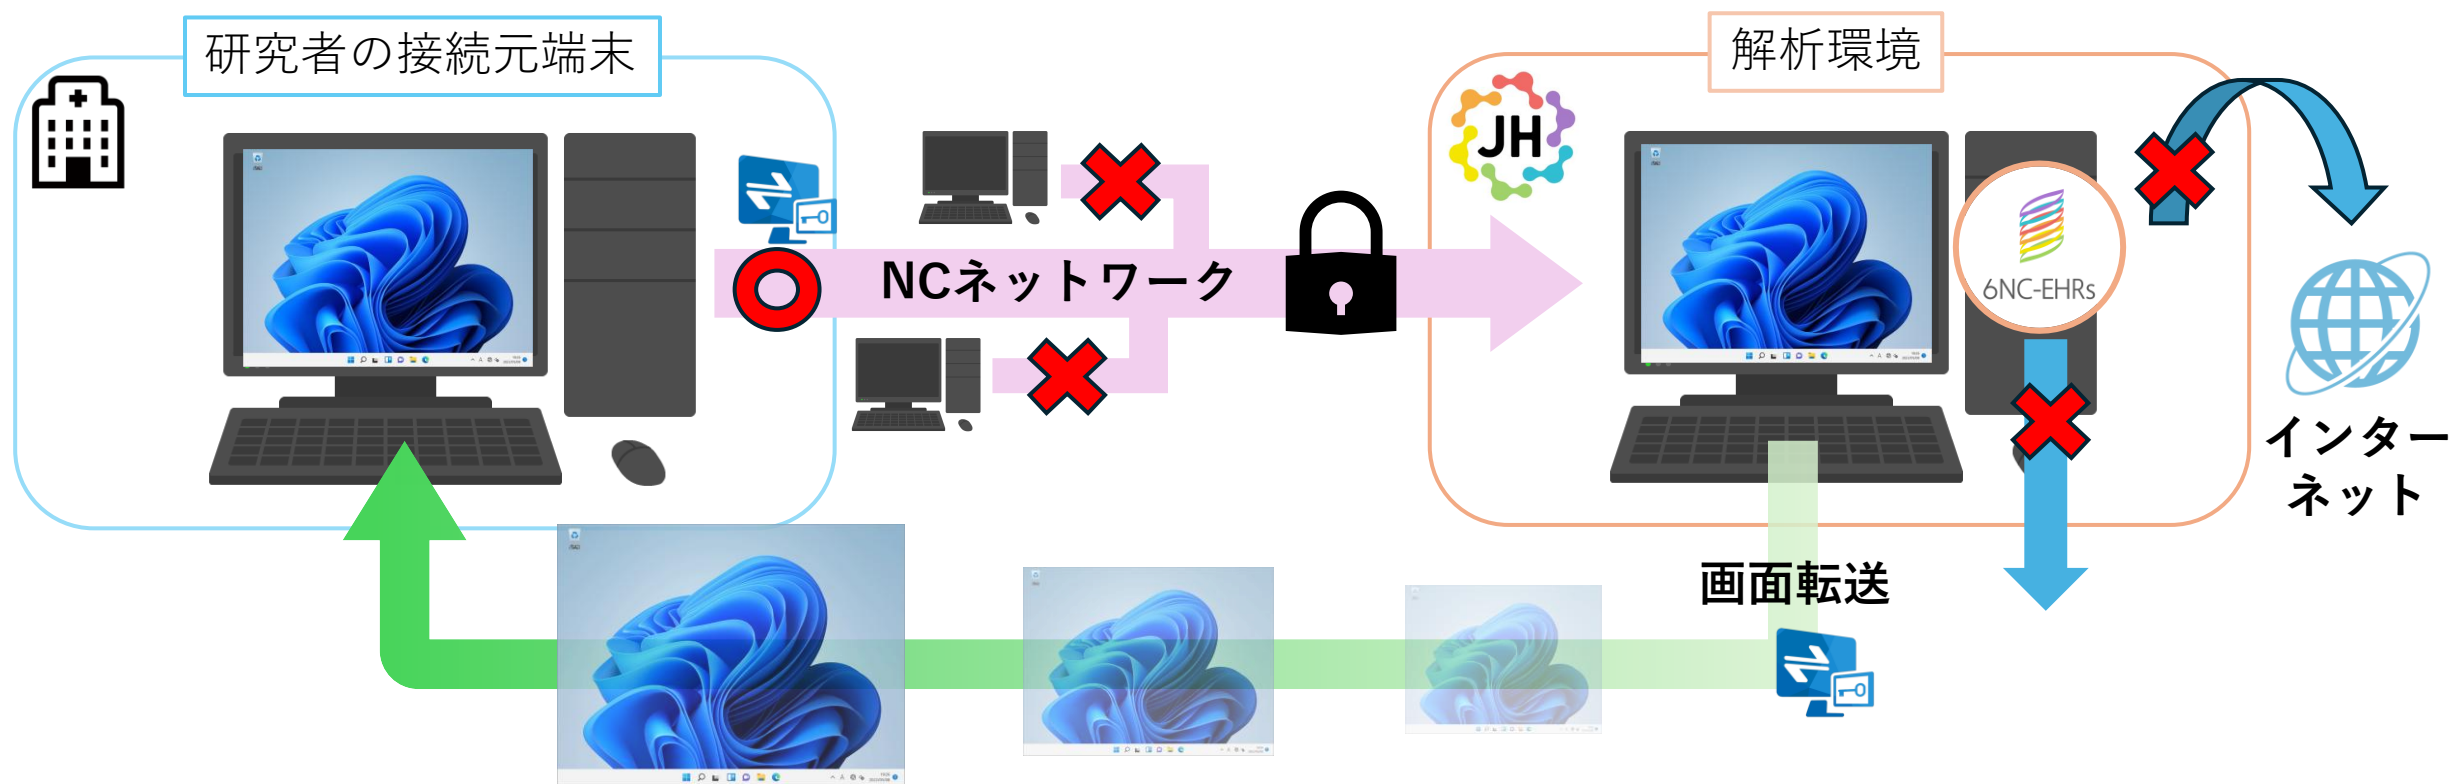 研究者の接続元端末
解析環境
JH
NCネットワーク
6NC-EHRs
インター
ネット
画面転送